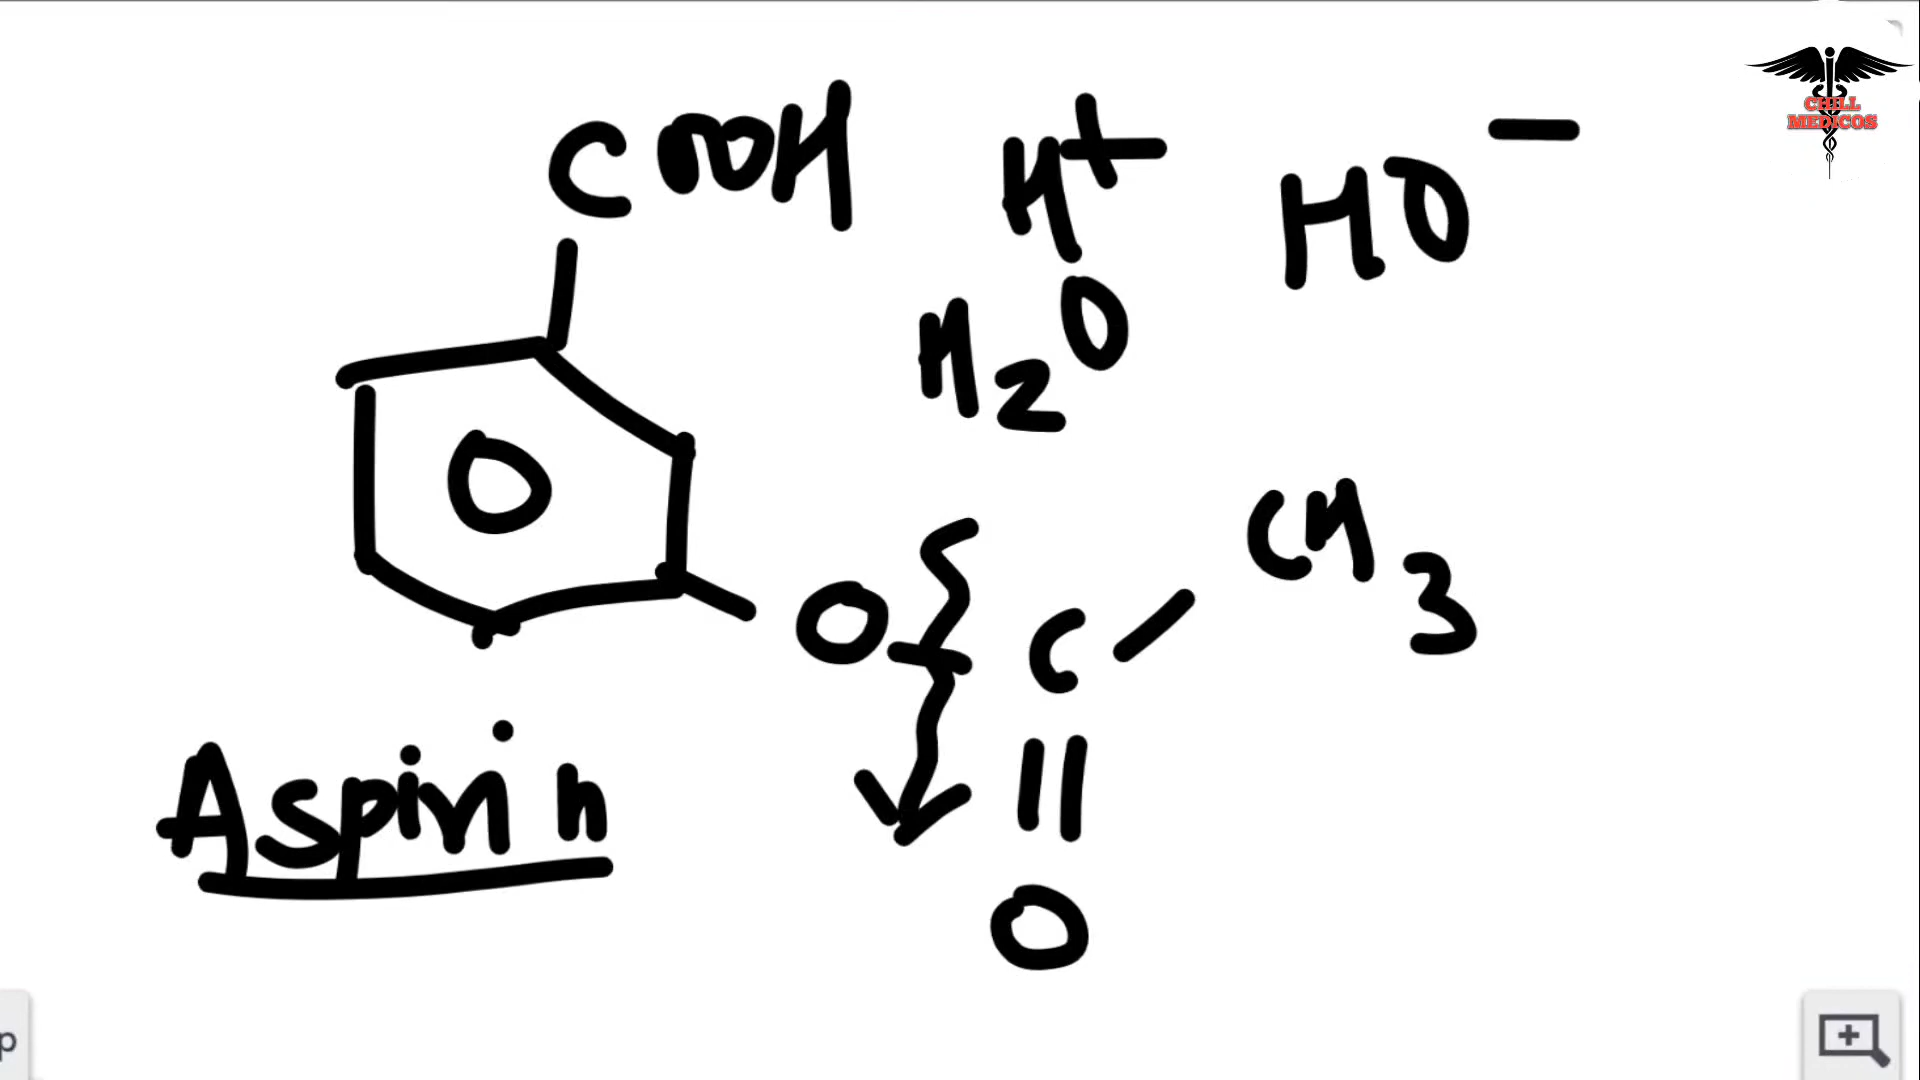 COOH H⁺ HO⁻
H₂O
O
CH₃
O C
Aspirin
O
CHILL
MEDICOS
p